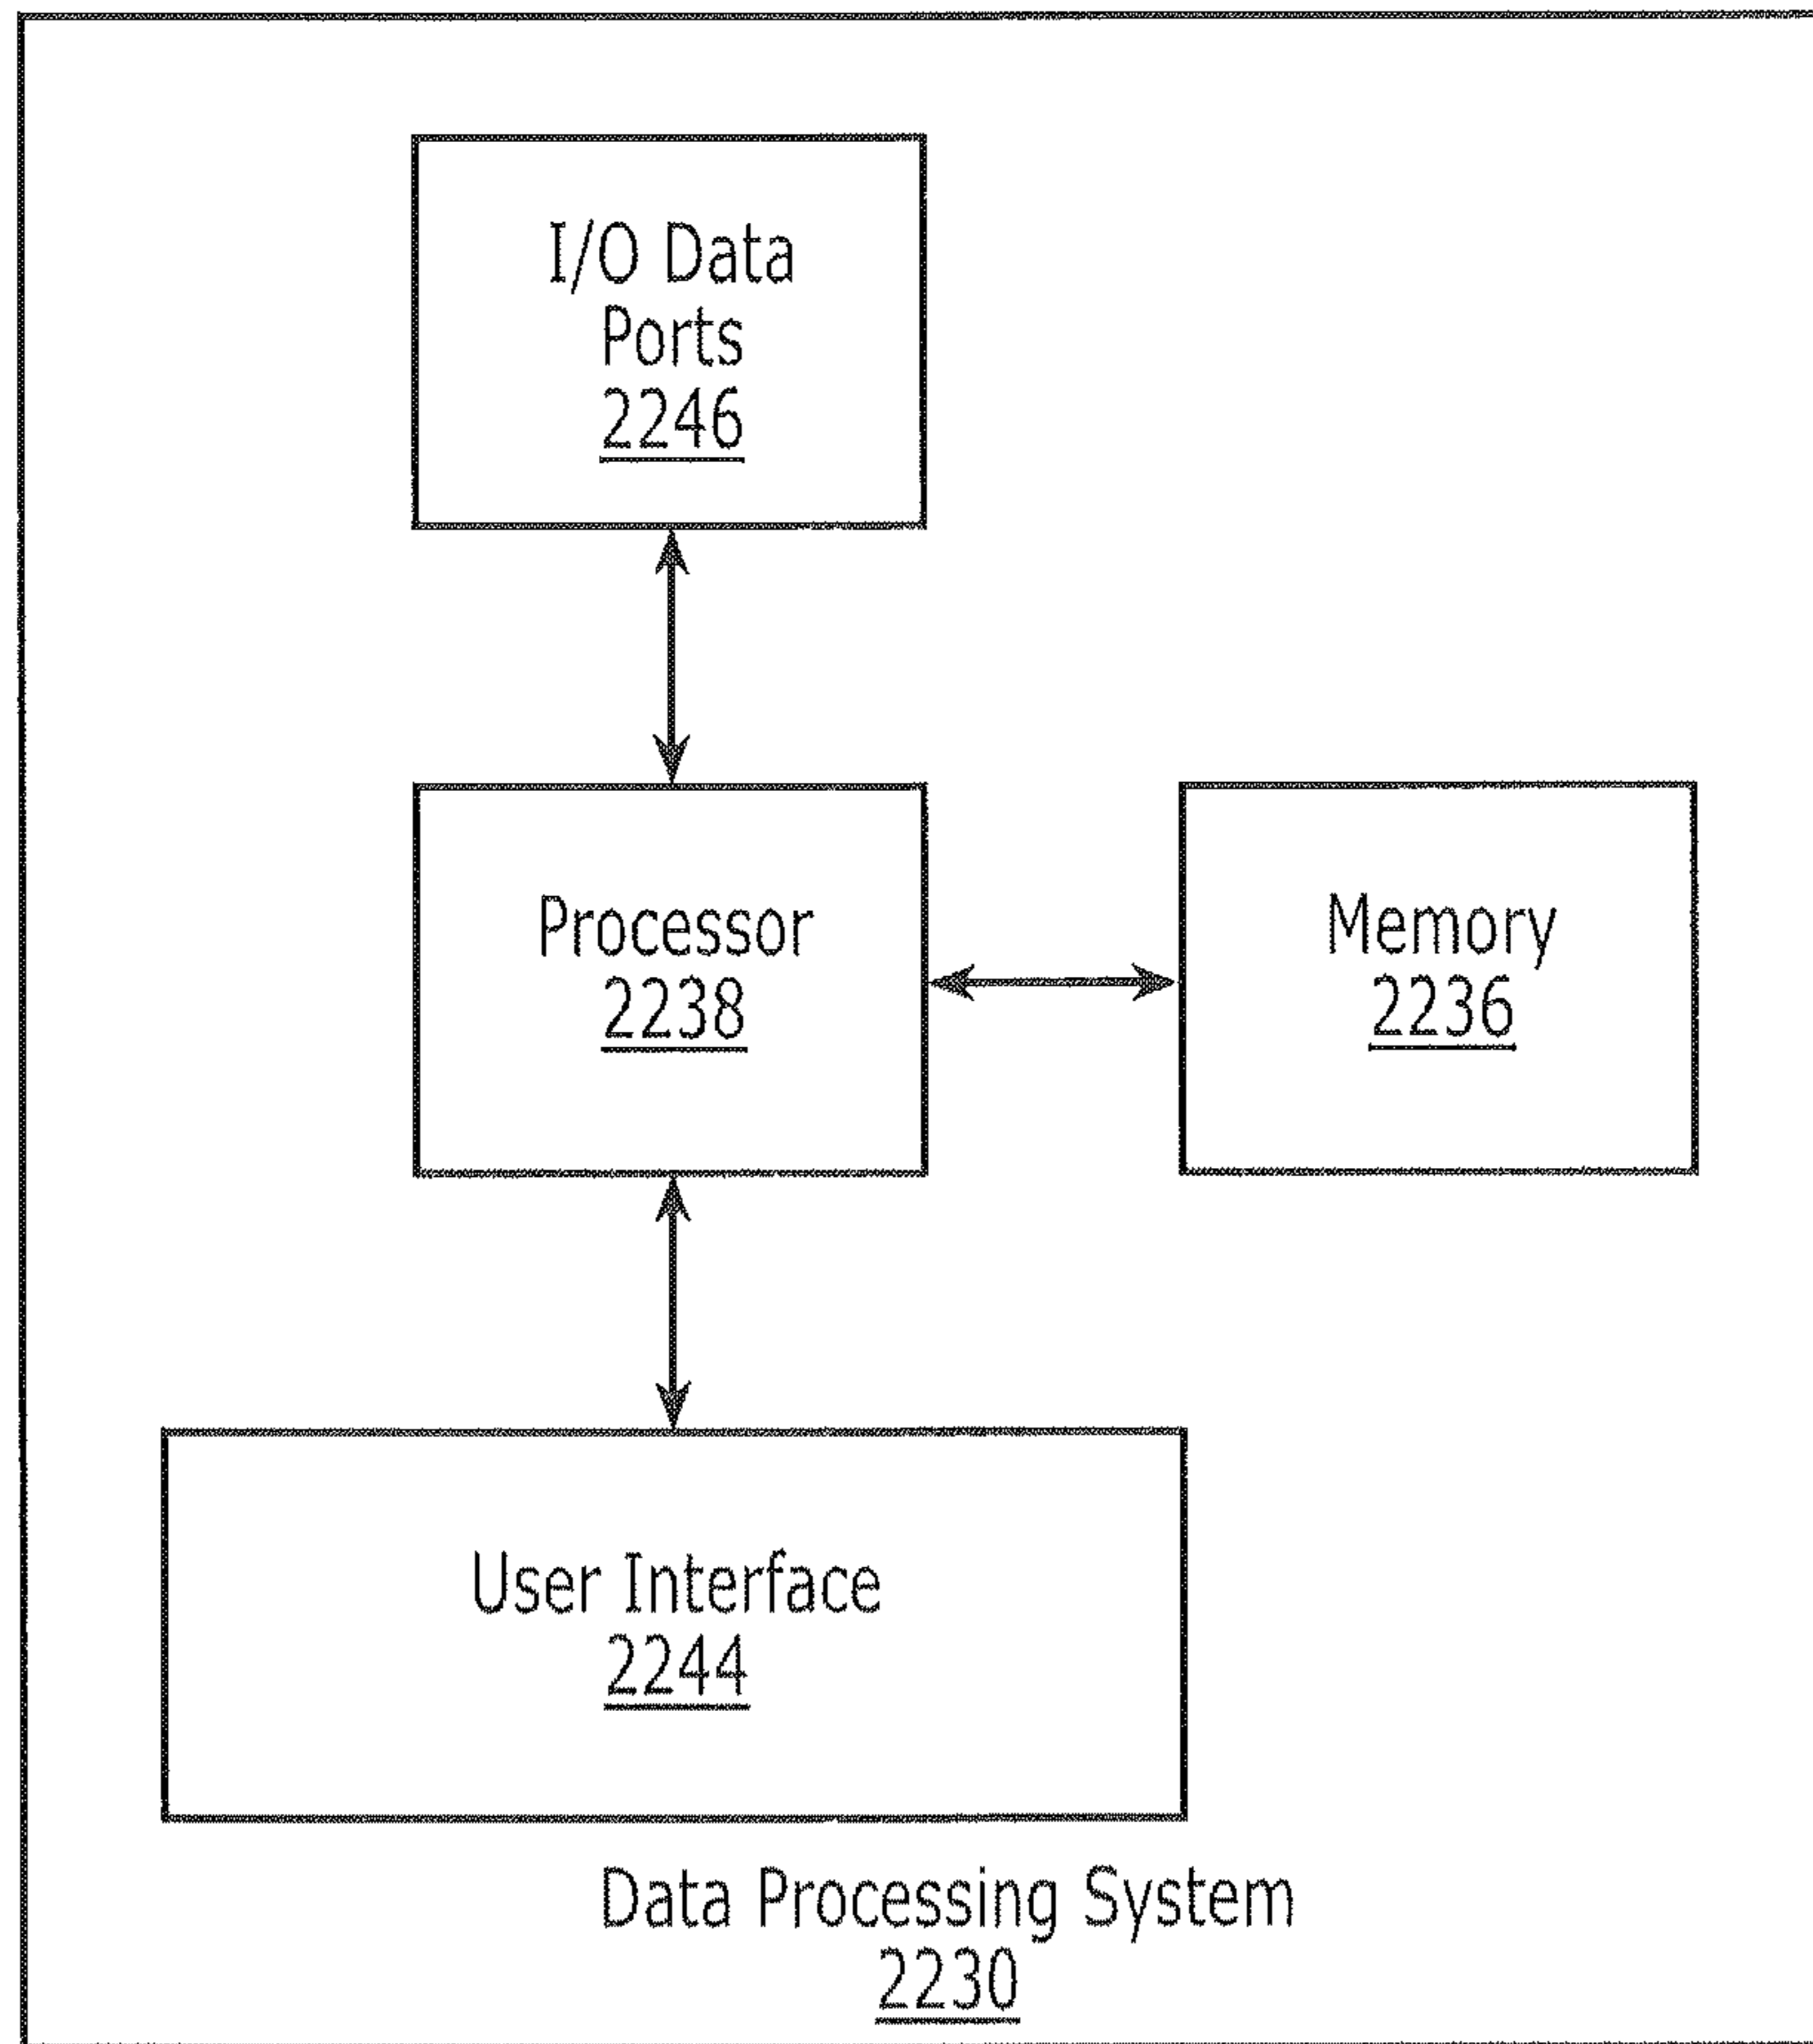 I/O Data
Ports
2246
Processor
2238
Memory
2236
User Interface
2244
Data Processing System
2230